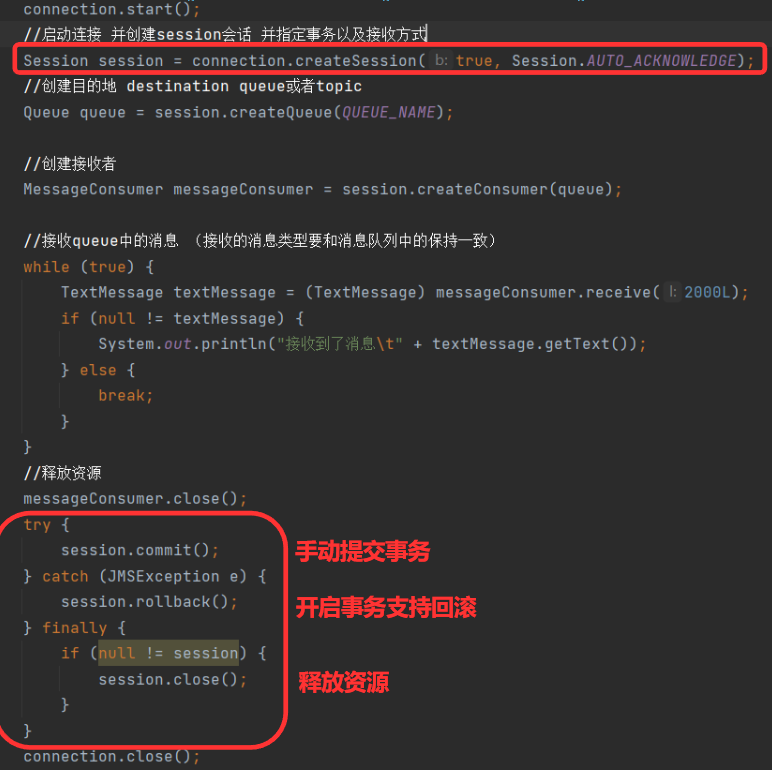 connection.start();
//启动连接 并创建session会话 并指定事务以及接收方式
Session session = connection.createSession( b: true, Session.AUTO_ACKNOWLEDGE);
//创建目的地 destination queue或者topic
Queue queue = session.createQueue(QUEUE_NAME);
//创建接收者
MessageConsumer messageConsumer = session.createConsumer(queue);
//接收queue中的消息 （接收的消息类型要和消息队列中的保持一致）
while (true) {
TextMessage textMessage = (TextMessage) messageConsumer.receive( l: 2000L);
if (null != textMessage) {
System.out.println("接收到了消息\t" + textMessage.getText());
} else {
break;
}
}
//释放资源
messageConsumer.close();
try {
session.commit();
手动提交事务
} catch (JMSException e) {
session.rollback();
开启事务支持回滚
} finally {
if (null != session) {
session.close();
释放资源
}
}
connection.close();